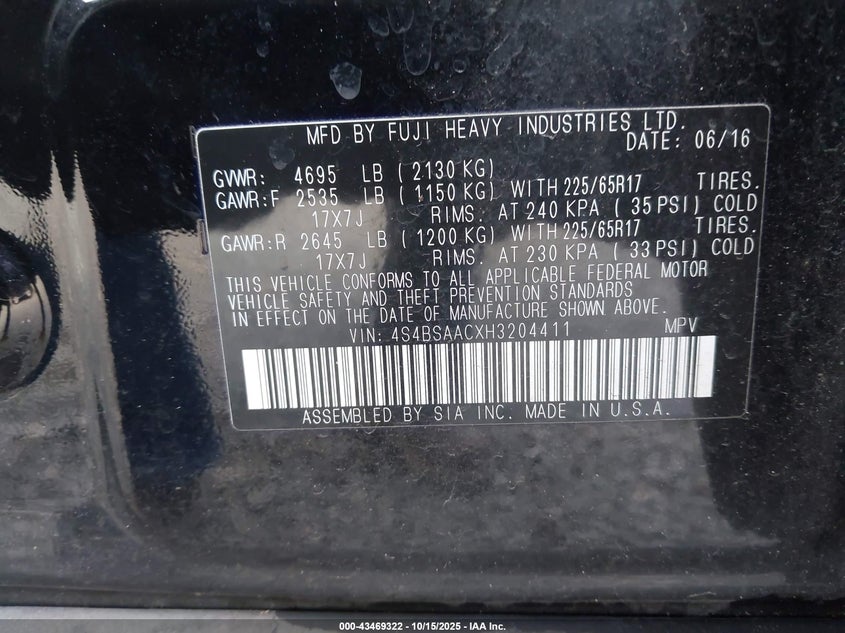 MFD BY FUJI HEAVY INDUSTRIES LTD.
DATE: 06/16
GVWR: 4695 LB ( 2130 KG)
GAWR:F 2535 LB ( 1150 KG) WITH 225/65R17 TIRES.
17X7J RIMS. AT 240 KPA ( 35 PSI) COLD
GAWR:R 2645 LB ( 1200 KG) WITH 225/65R17 TIRES.
17X7J RIMS. AT 230 KPA ( 33 PSI) COLD
THIS VEHICLE CONFORMS TO ALL APPLICABLE FEDERAL MOTOR
VEHICLE SAFETY AND THEFT PREVENTION STANDARDS
IN EFFECT ON THE DATE OF MANUFACTURE SHOWN ABOVE.
VIN: 4S4BSAACXH3204411 MPV
ASSEMBLED BY SIA INC. MADE IN U.S.A.
000-43469322 - 10/15/2025 - IAA Inc.